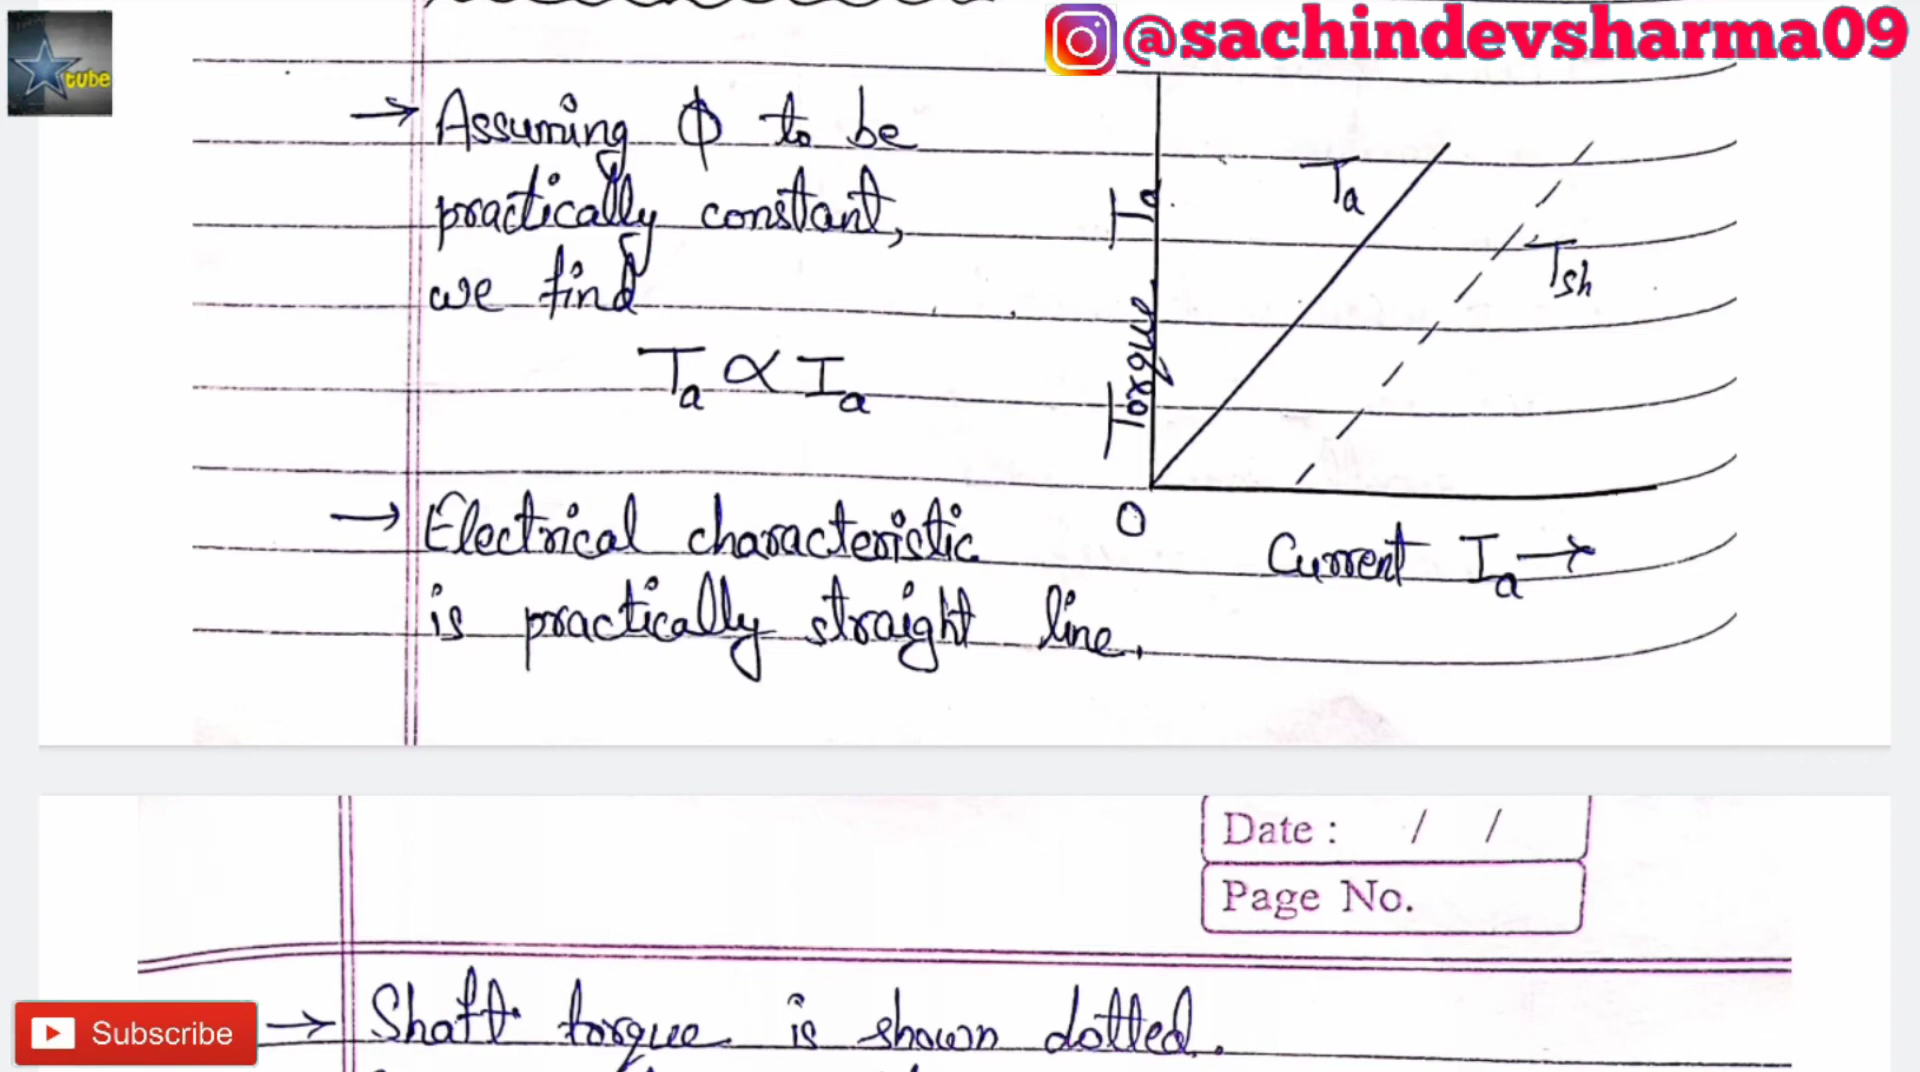 tube
@sachindevsharma09
→ Assuming ϕ to be
practically constant,
we find
Ta ∝ Ia
→ Electrical characteristic
is practically straight line.
Torque Ta
Ta
Tsh
O
Current Ia →
Date : / /
Page No.
→ Shaft torque is shown dotted.
Subscribe